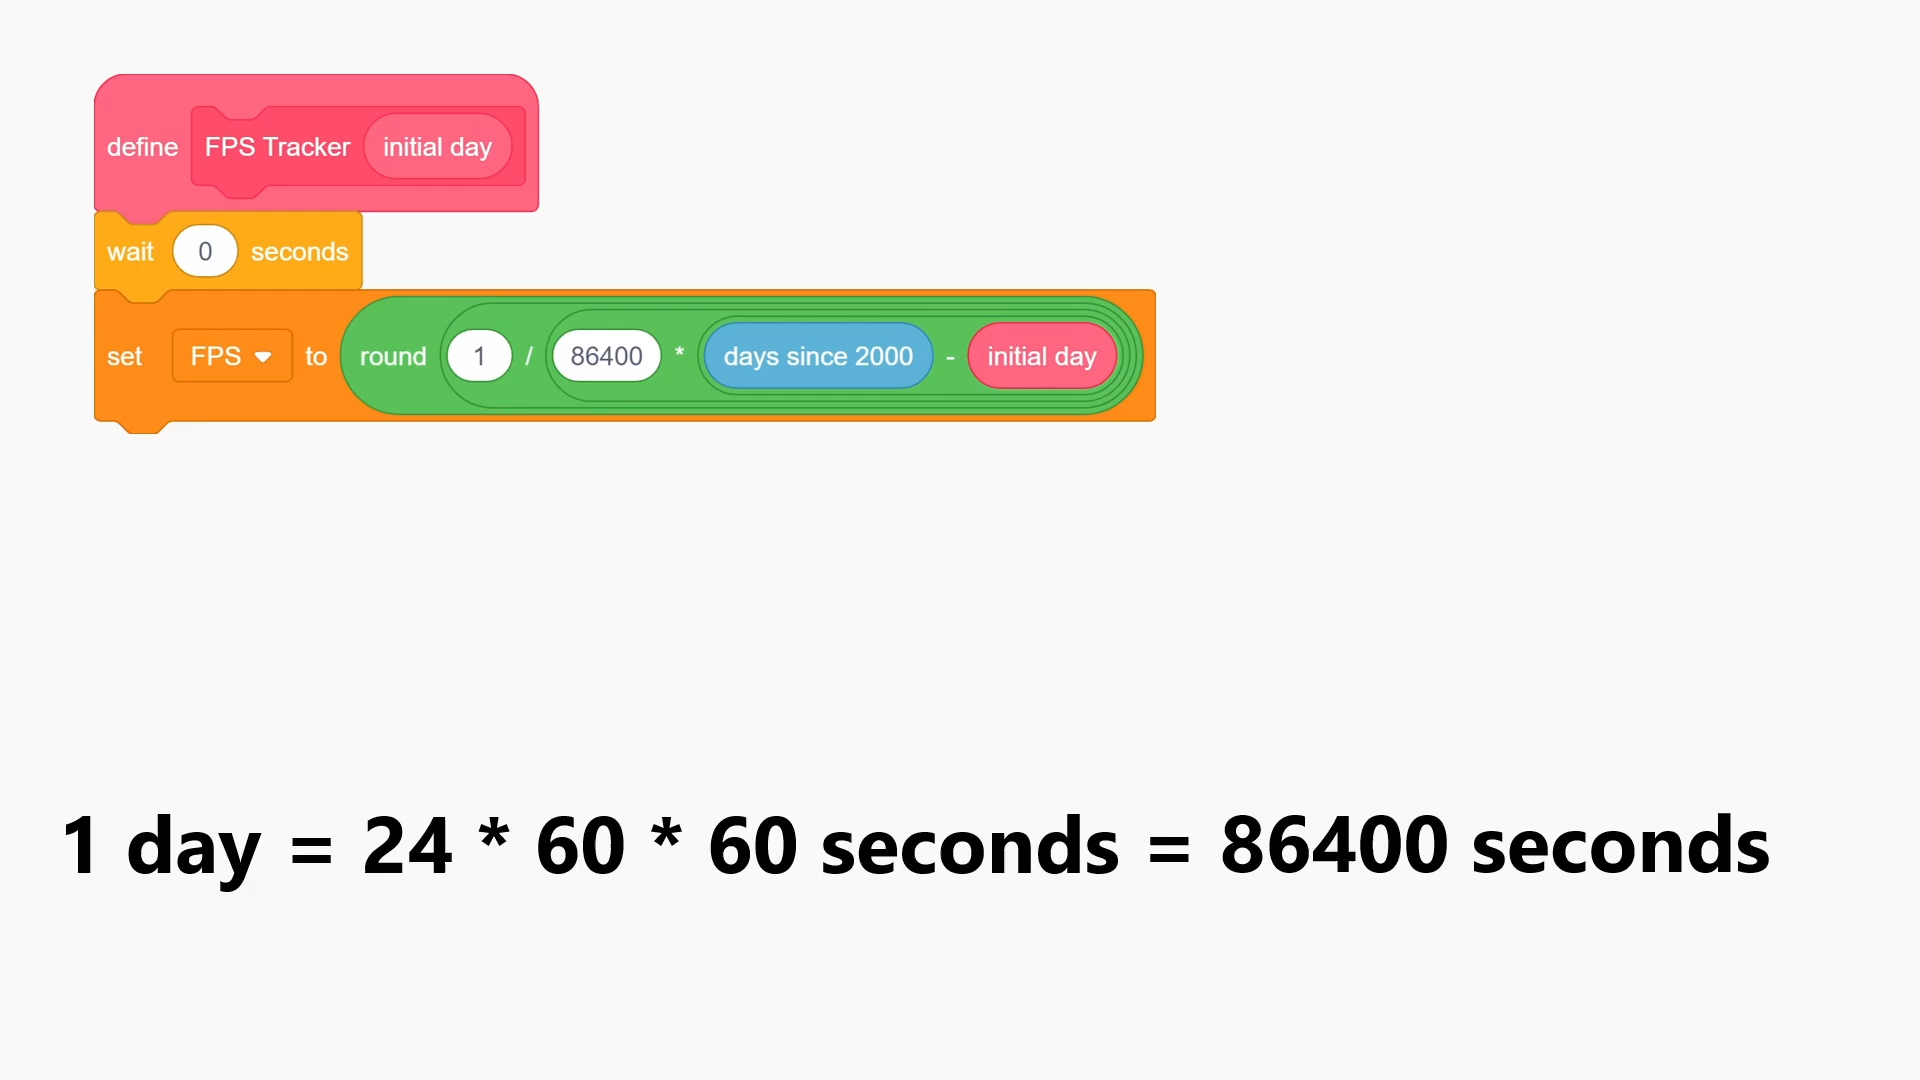 define FPS Tracker initial day
wait 0 seconds
set FPS to round 1 / 86400 * days since 2000 - initial day
1 day = 24 * 60 * 60 seconds = 86400 seconds